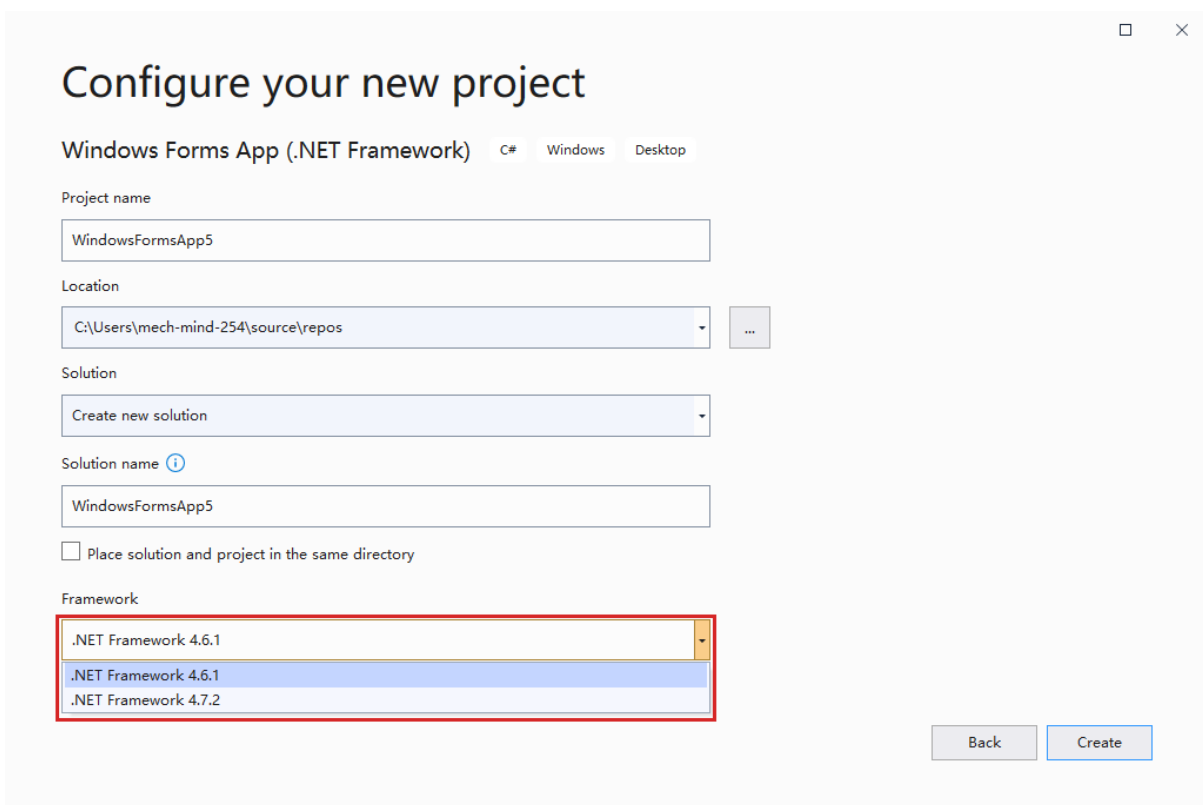 Configure your new project
Windows Forms App (.NET Framework) C# Windows Desktop
Project name
WindowsFormsApp5
Location
C:\Users\mech-mind-254\source\repos
...
Solution
Create new solution
Solution name
WindowsFormsApp5
Place solution and project in the same directory
Framework
.NET Framework 4.6.1
.NET Framework 4.6.1
.NET Framework 4.7.2
Back Create